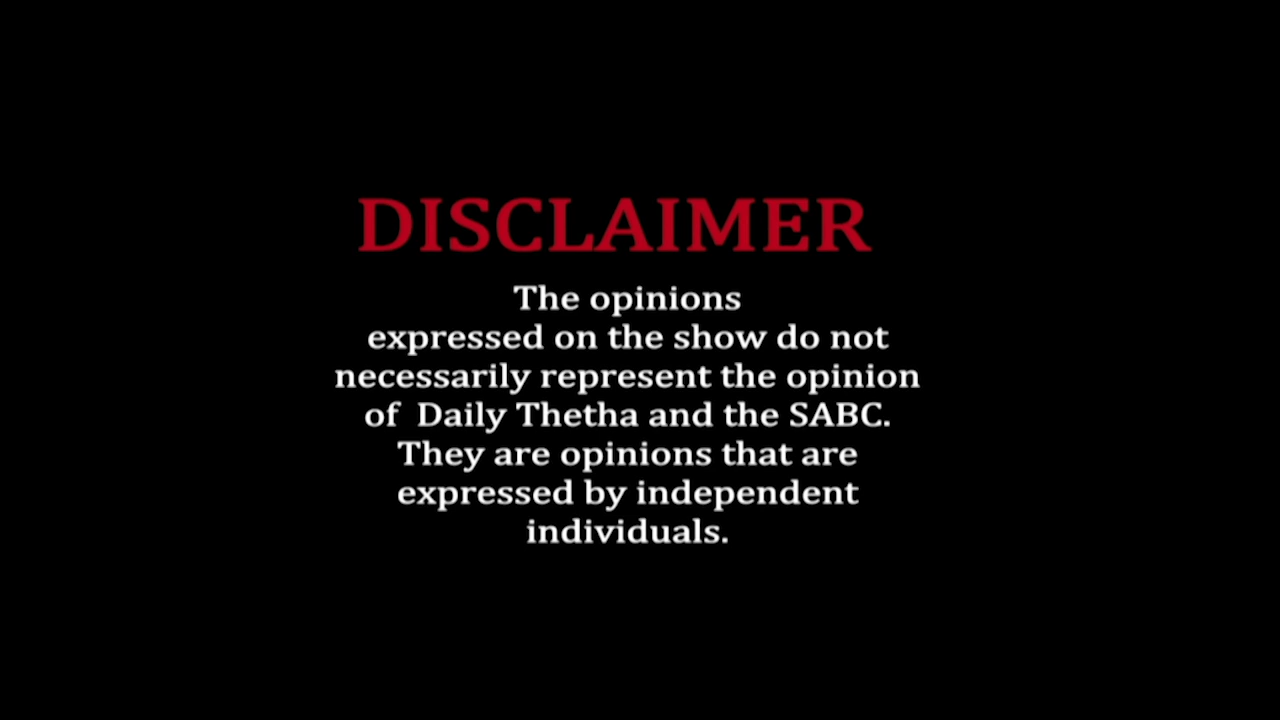 DISCLAIMER
The opinions
expressed on the show do not
necessarily represent the opinion
of  Daily Thetha and the SABC.
They are opinions that are
expressed by independent
individuals.